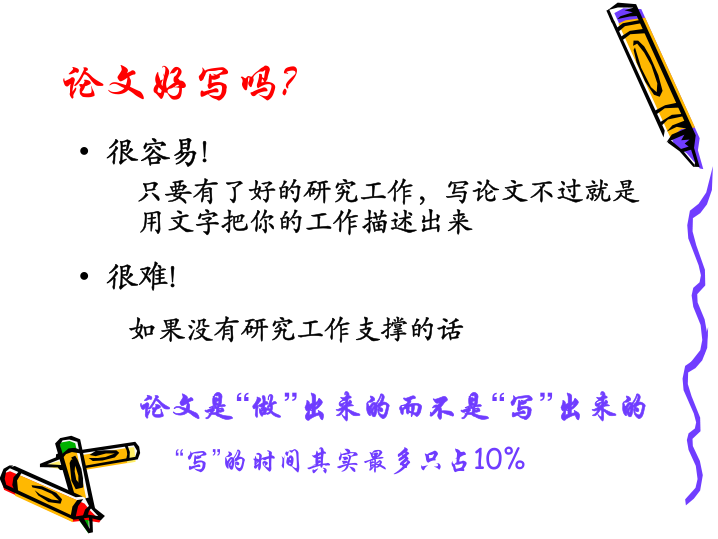 论文好写吗?
• 很容易!
只要有了好的研究工作，写论文不过就是
用文字把你的工作描述出来
• 很难!
如果没有研究工作支撑的话
论文是“做”出来的而不是“写”出来的
“写”的时间其实最多只占10%